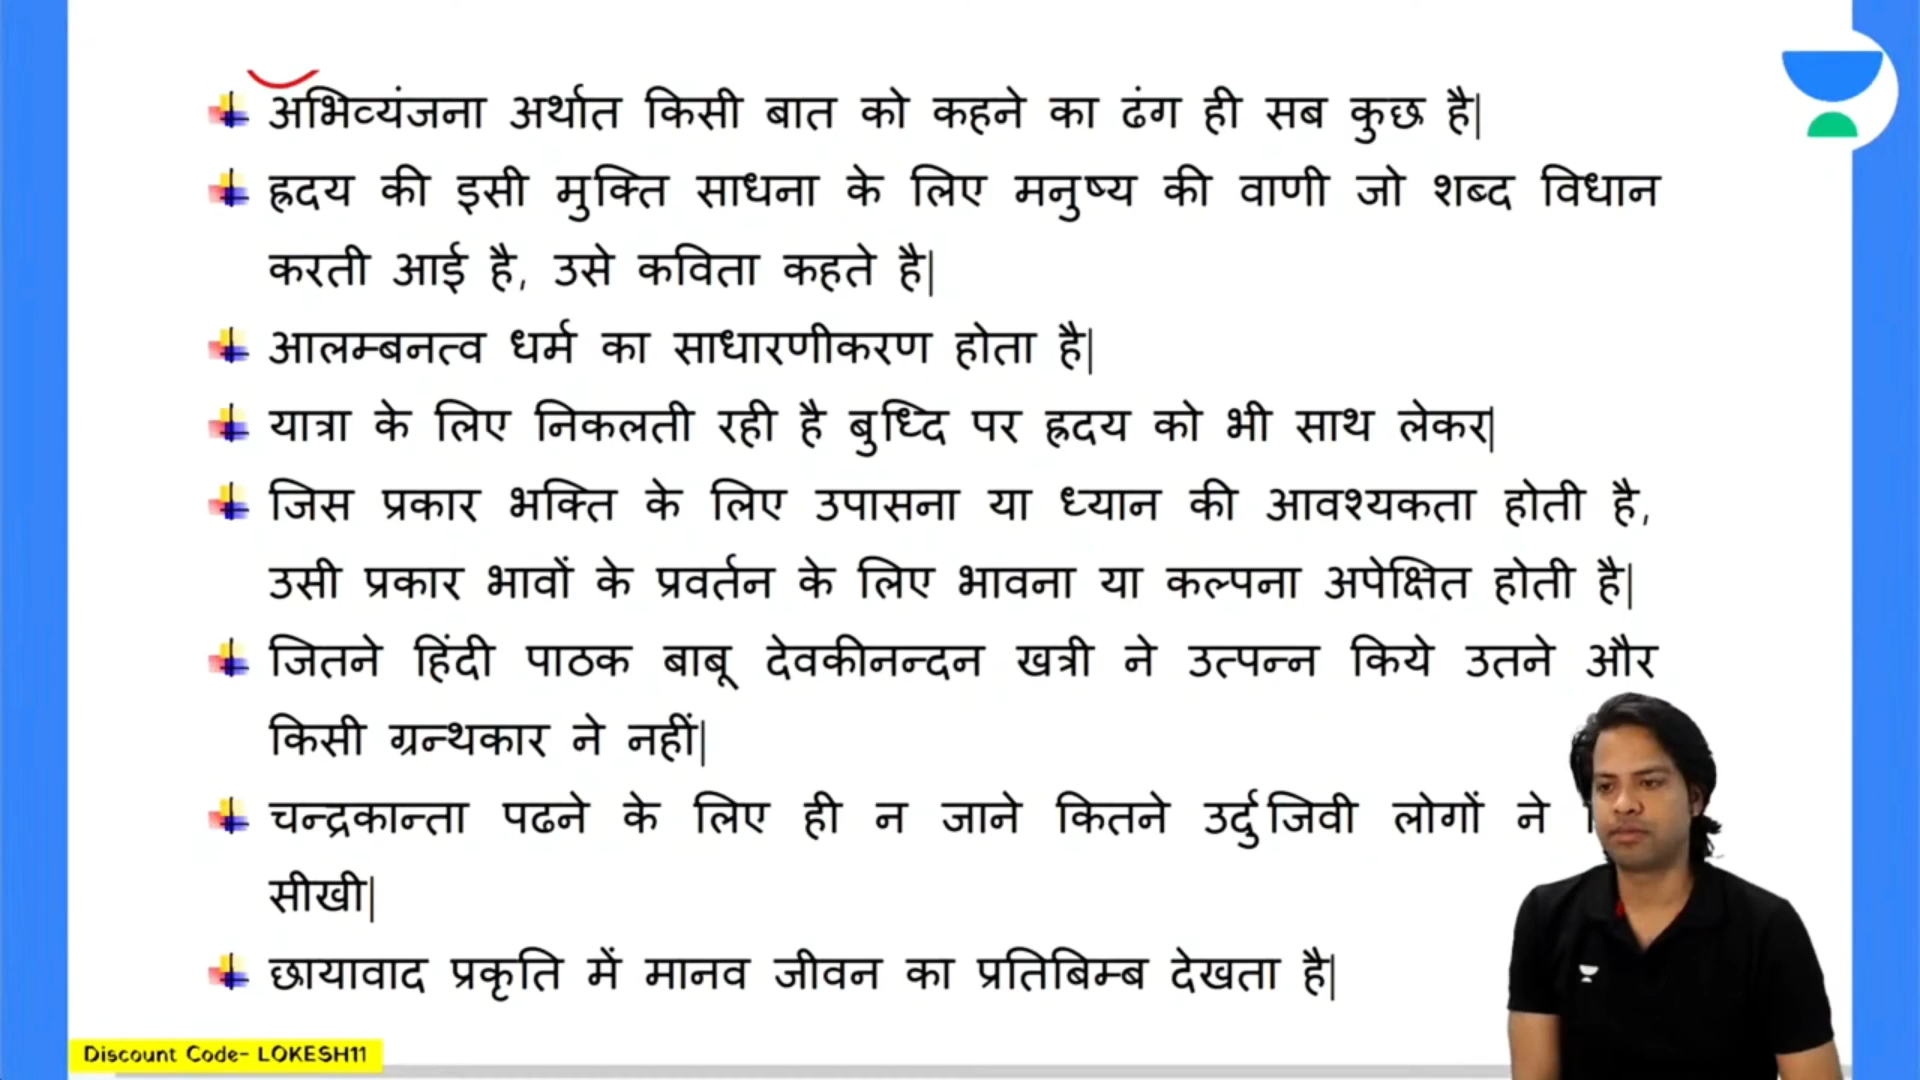 अभिव्यंजना अर्थात किसी बात को कहने का ढंग ही सब कुछ है|
ह्रदय की इसी मुक्ति साधना के लिए मनुष्य की वाणी जो शब्द विधान
करती आई है, उसे कविता कहते है|
आलम्बनत्व धर्म का साधारणीकरण होता है|
यात्रा के लिए निकलती रही है बुध्दि पर ह्रदय को भी साथ लेकर|
जिस प्रकार भक्ति के लिए उपासना या ध्यान की आवश्यकता होती है,
उसी प्रकार भावों के प्रवर्तन के लिए भावना या कल्पना अपेक्षित होती है|
जितने हिंदी पाठक बाबू देवकीनन्दन खत्री ने उत्पन्न किये उतने और
किसी ग्रन्थकार ने नहीं|
चन्द्रकान्ता पढने के लिए ही न जाने कितने उर्दुजिवी लोगों ने
सीखी|
छायावाद प्रकृति में मानव जीवन का प्रतिबिम्ब देखता है|
Discount Code- LOKESH11